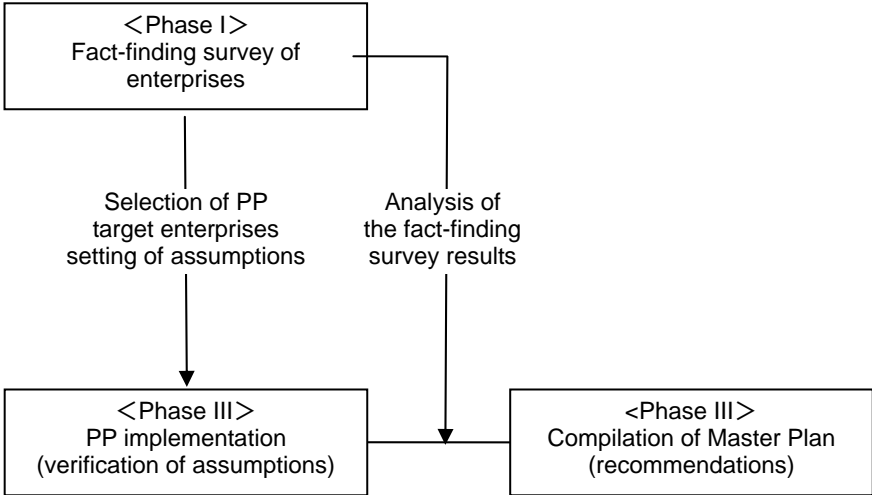 ＜Phase I＞
Fact-finding survey of
enterprises
Selection of PP
target enterprises
setting of assumptions
Analysis of
the fact-finding
survey results
＜Phase III＞
PP implementation
(verification of assumptions)
<Phase III＞
Compilation of Master Plan
(recommendations)